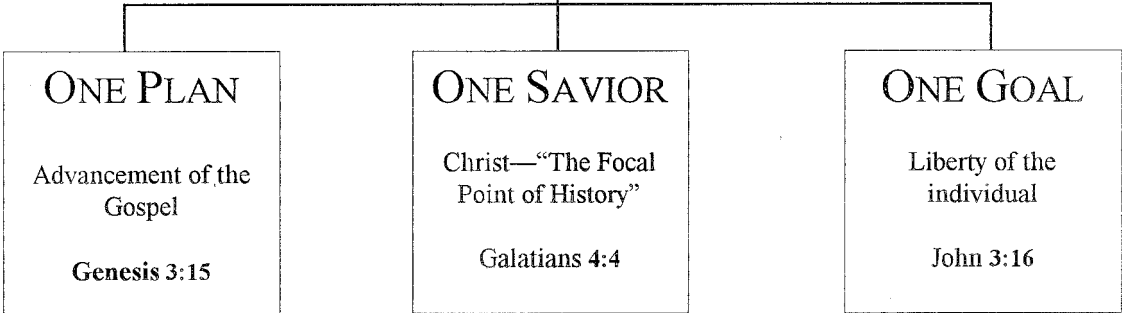 ONE PLAN
Advancement of the
Gospel
Genesis 3:15
ONE SAVIOR
Christ—“The Focal
Point of History”
Galatians 4:4
ONE GOAL
Liberty of the
individual
John 3:16